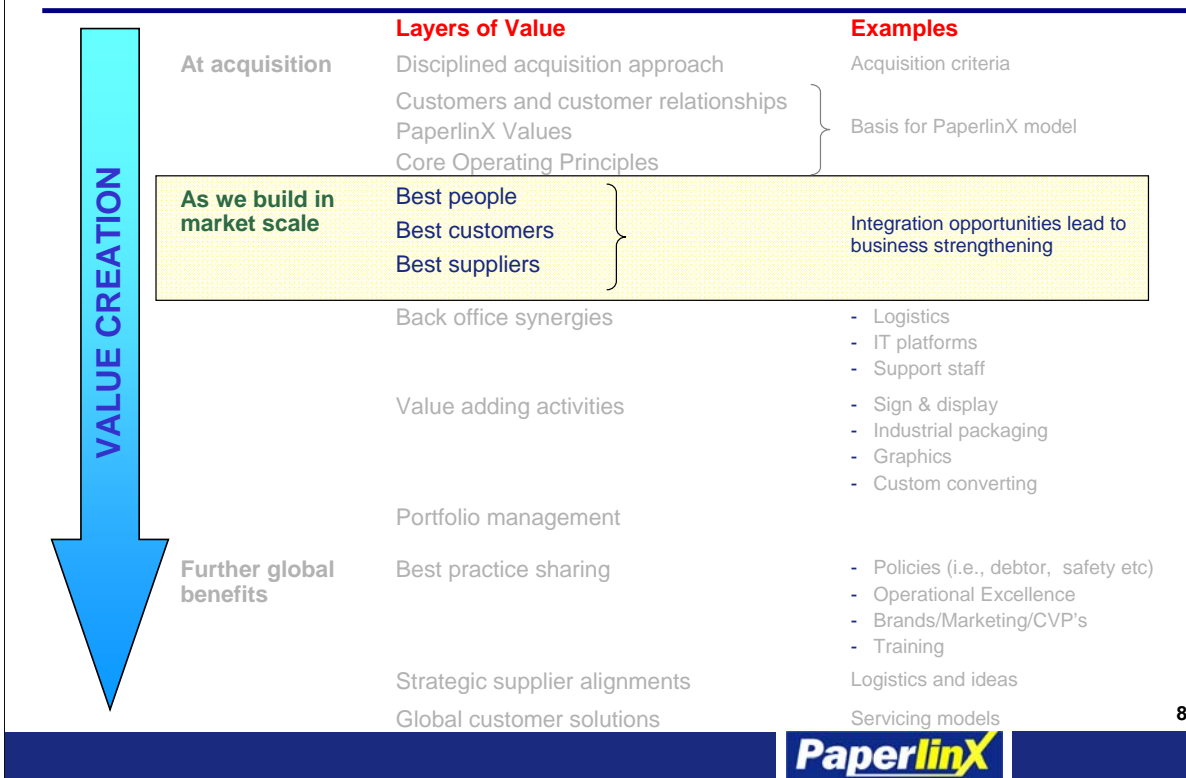 Layers of Value
Examples
VALUE CREATION
At acquisition
Disciplined acquisition approach
Acquisition criteria
Customers and customer relationships
PaperlinX Values
Core Operating Principles
Basis for PaperlinX model
As we build in
market scale
Best people
Best customers
Best suppliers
Integration opportunities lead to
business strengthening
Back office synergies
- Logistics
- IT platforms
- Support staff
Value adding activities
- Sign & display
- Industrial packaging
- Graphics
- Custom converting
Portfolio management
Further global
benefits
Best practice sharing
- Policies (i.e., debtor, safety etc)
- Operational Excellence
- Brands/Marketing/CVP's
- Training
Strategic supplier alignments
Logistics and ideas
Global customer solutions
Servicing models
8
PaperlinX